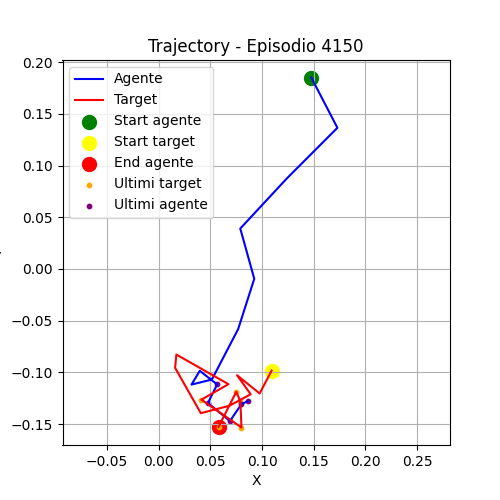 Trajectory - Episodio 4150
0.20
0.15
0.10
0.05
0.00
−0.05
−0.10
−0.15
Agente
Target
Start agente
Start target
End agente
Ultimi target
Ultimi agente
−0.05
0.00
0.05
0.10
0.15
0.20
0.25
X